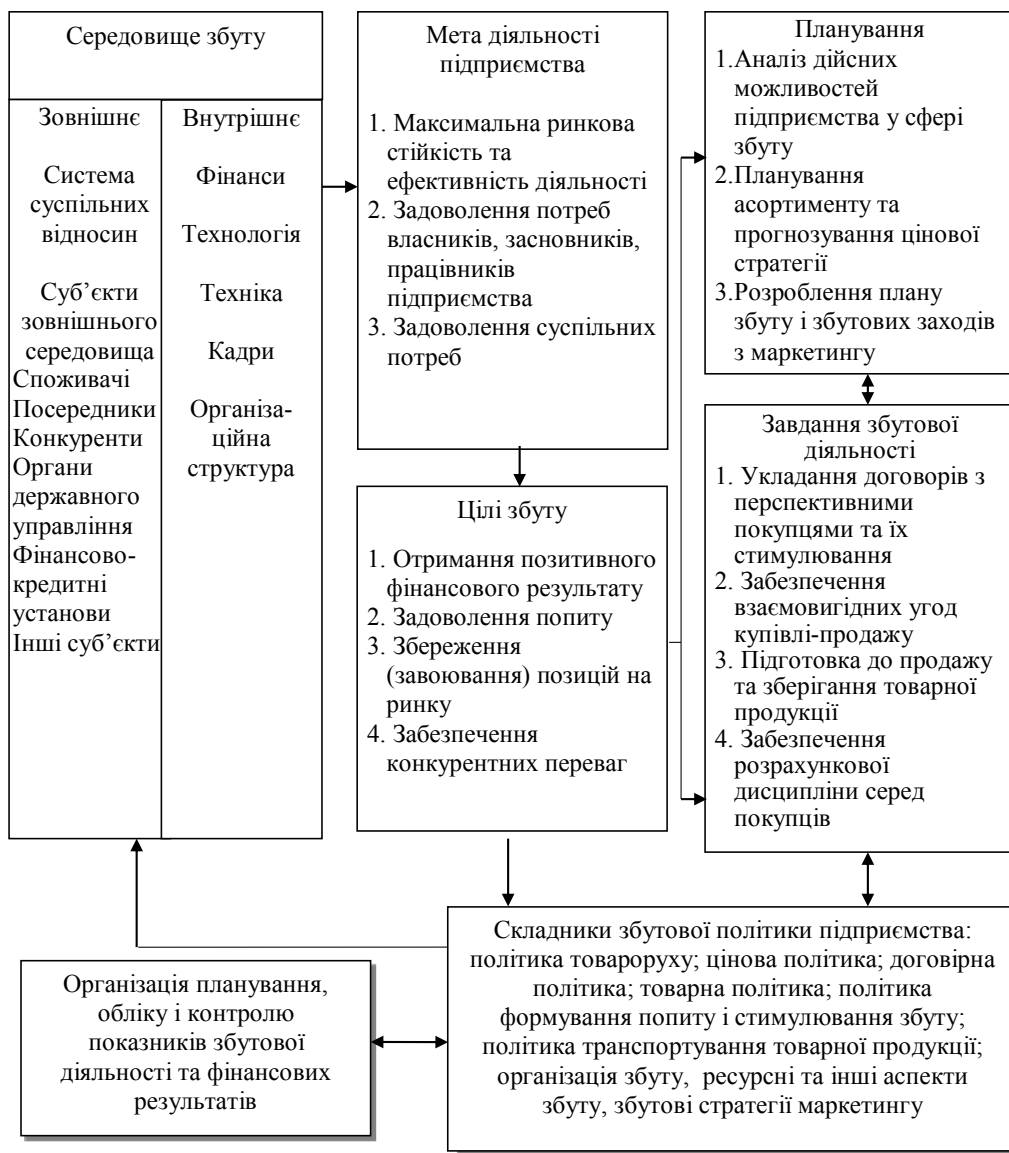 Середовище збуту
Зовнішнє
Система
суспільних
відносин
Суб’єкти
зовнішнього
середовища
Споживачі
Посередники
Конкуренти
Органи
державного
управління
Фінансово-
кредитні
установи
Інші суб’єкти
Внутрішнє
Фінанси
Технологія
Техніка
Кадри
Організа-
ційна
структура
Мета діяльності
підприємства
1. Максимальна ринкова
стійкість та
ефективність діяльності
2. Задоволення потреб
власників, засновників,
працівників
підприємства
3. Задоволення суспільних
потреб
Цілі збуту
1. Отримання позитивного
фінансового результату
2. Задоволення попиту
3. Збереження
(завоювання) позицій на
ринку
4. Забезпечення
конкурентних переваг
Планування
1.Аналіз дійсних
можливостей
підприємства у сфері
збуту
2.Планування
асортименту та
прогнозування цінової
стратегії
3.Розроблення плану
збуту і збутових заходів
з маркетингу
Завдання збутової
діяльності
1. Укладання договорів з
перспективними
покупцями та їх
стимулювання
2. Забезпечення
взаємовигідних угод
купівлі-продажу
3. Підготовка до продажу
та зберігання товарної
продукції
4. Забезпечення
розрахункової
дисципліни серед
покупців
Організація планування,
обліку і контролю
показників збутової
діяльності та фінансових
результатів
Складники збутової політики підприємства:
політика товароруху; цінова політика; договірна
політика; товарна політика; політика
формування попиту і стимулювання збуту;
політика транспортування товарної продукції;
організація збуту, ресурсні та інші аспекти
збуту, збутові стратегії маркетингу